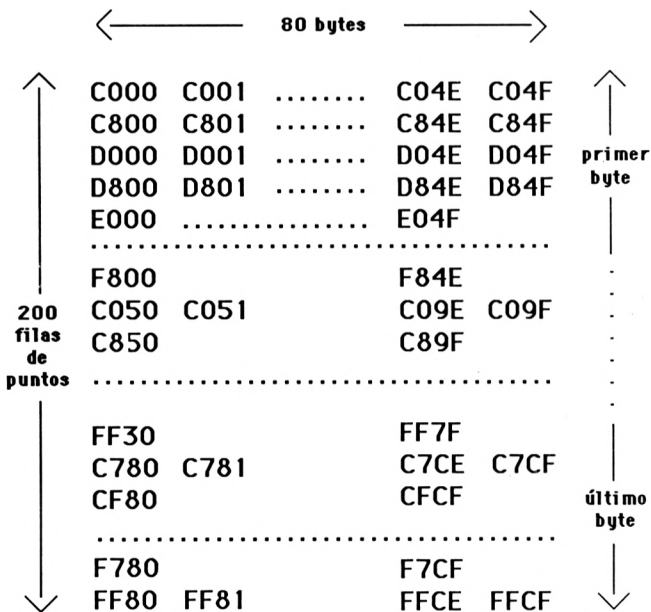 80 bytes
C000 C001 ........ C04E C04F
C800 C801 ........ C84E C84F
D000 D001 ........ D04E D04F
D800 D801 ........ D84E D84F
E000 ................. E04F
F800 F84E
C050 C051 C09E C09F
C850 C89F
FF30 FF7F
C780 C781 C7CE C7CF
CF80 CFCF
F780 F7CF
FF80 FF81 FFCE FFCF
200
filas
de
puntos
primer
byte
último
byte